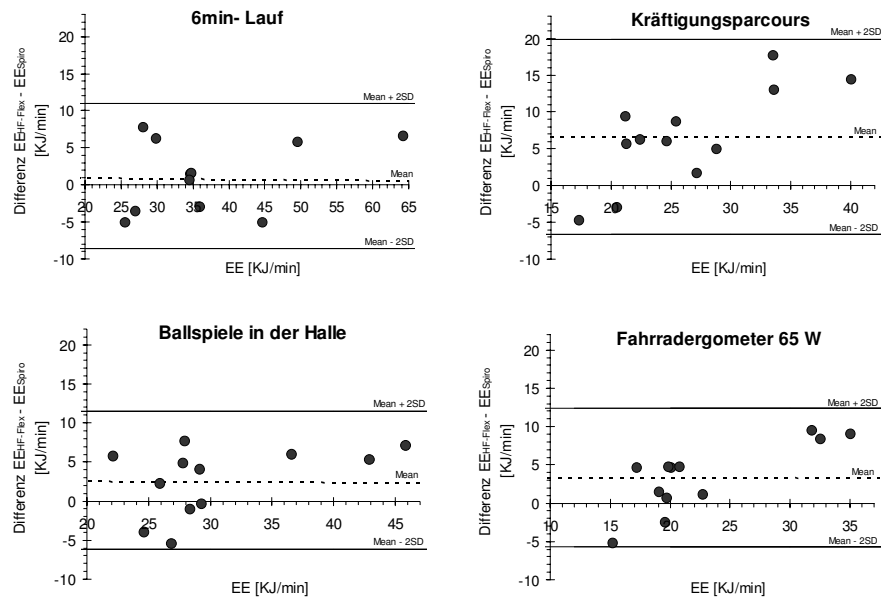 6min- Lauf
Differenz EEHF-Flex - EESpiro
[KJ/min]
20
15
10
5
0
-5
-10
Mean + 2SD
Mean
Mean - 2SD
20 25 30 35 40 45 50 55 60 65
EE [KJ/min]
Kräftigungsparcours
Differenz EEHF-Flex - EESpiro
[KJ/min]
20
15
10
5
0
-5
-10
Mean + 2SD
Mean
Mean - 2SD
15 20 25 30 35 40
EE [KJ/min]
Ballspiele in der Halle
Differenz EEHF-Flex - EESpiro
[KJ/min]
20
15
10
5
0
-5
-10
Mean + 2SD
Mean
Mean - 2SD
20 25 30 35 40 45
EE [KJ/min]
Fahrradergometer 65 W
Differenz EEHF-Flex - EESpiro
[KJ/min]
20
15
10
5
0
-5
-10
Mean + 2SD
Mean
Mean - 2SD
10 15 20 25 30 35
EE [KJ/min]